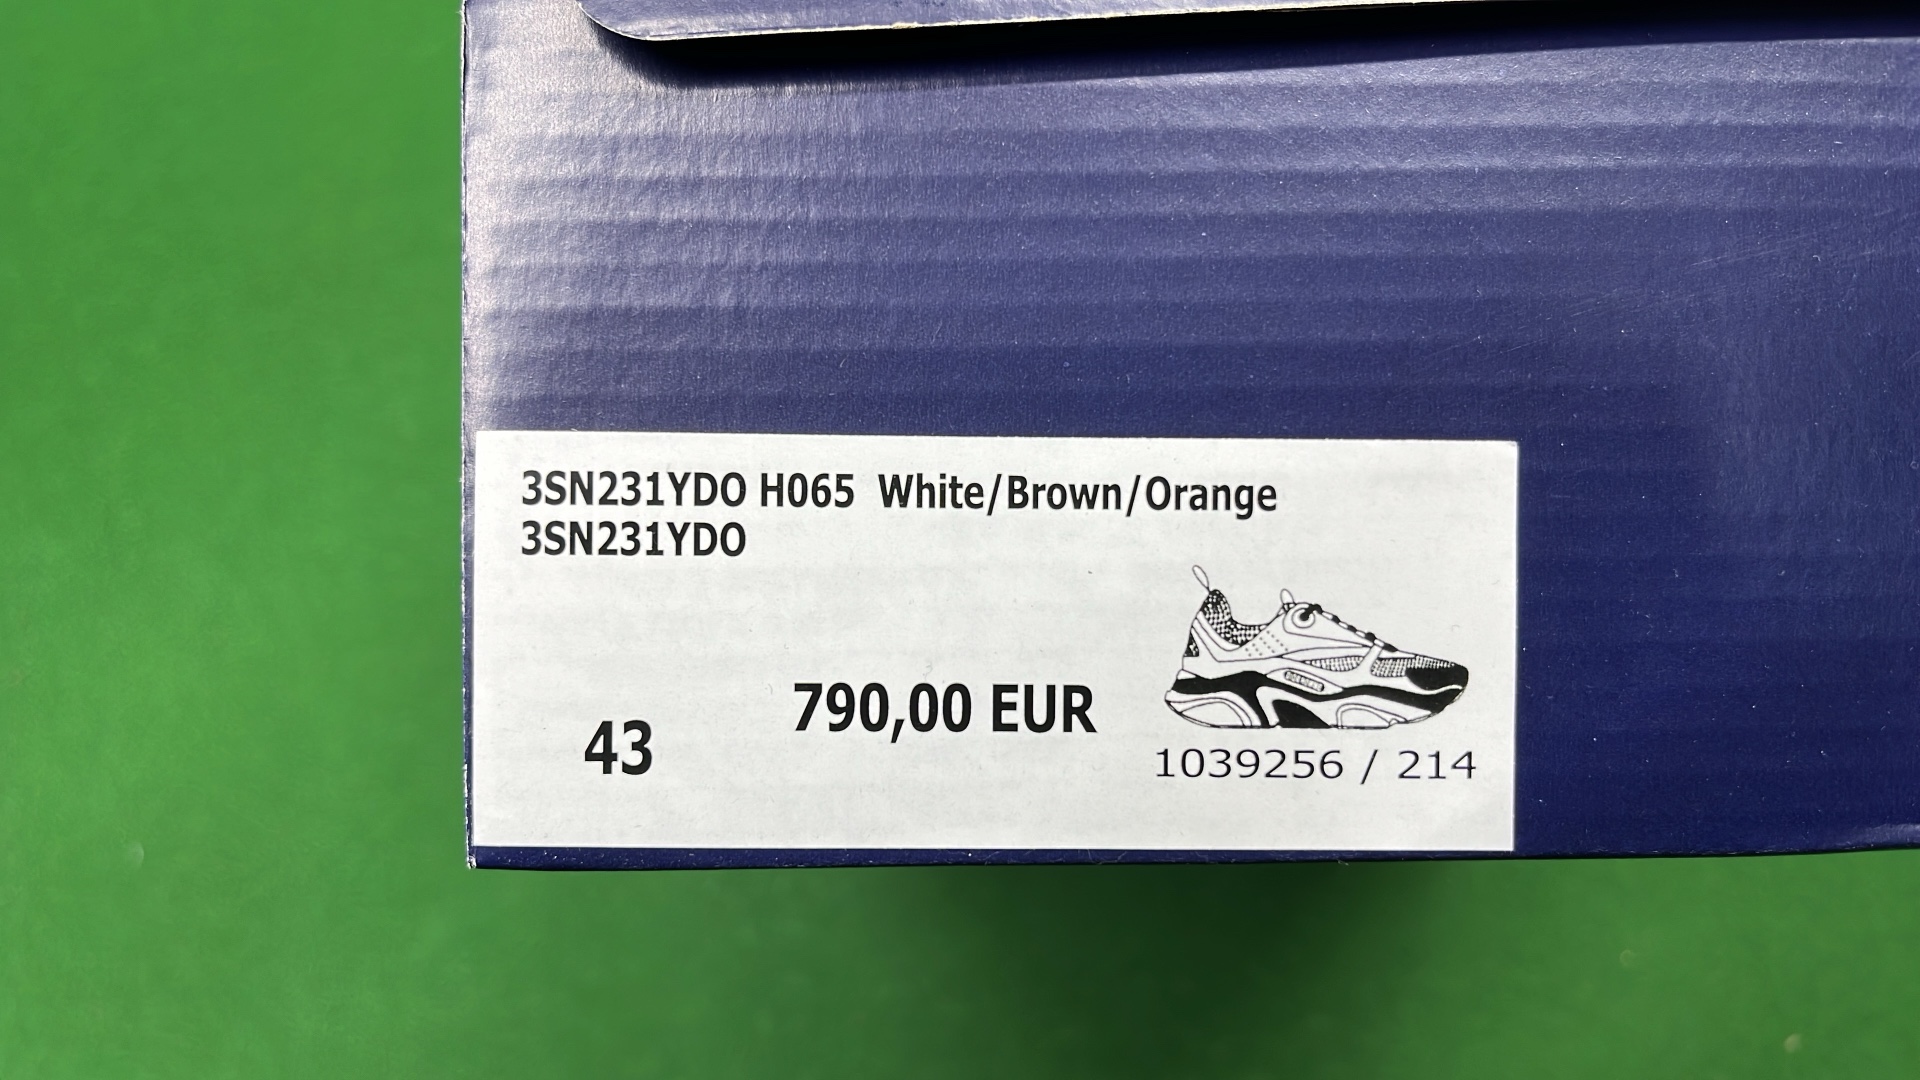 3SN231YDO H065 White/Brown/Orange
3SN231YDO
790,00 EUR
43
1039256 / 214